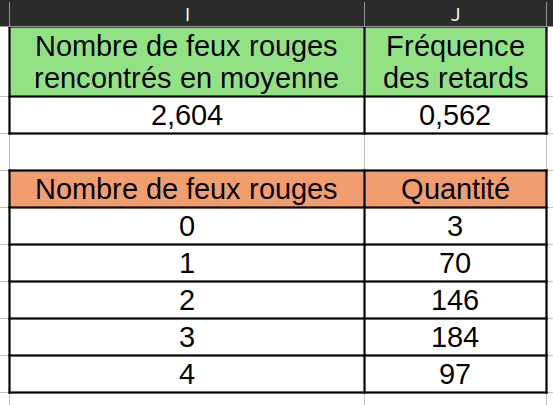 I J
Nombre de feux rouges Fréquence
rencontrés en moyenne des retards
2,604 0,562
Nombre de feux rouges Quantité
0 3
1 70
2 146
3 184
4 97